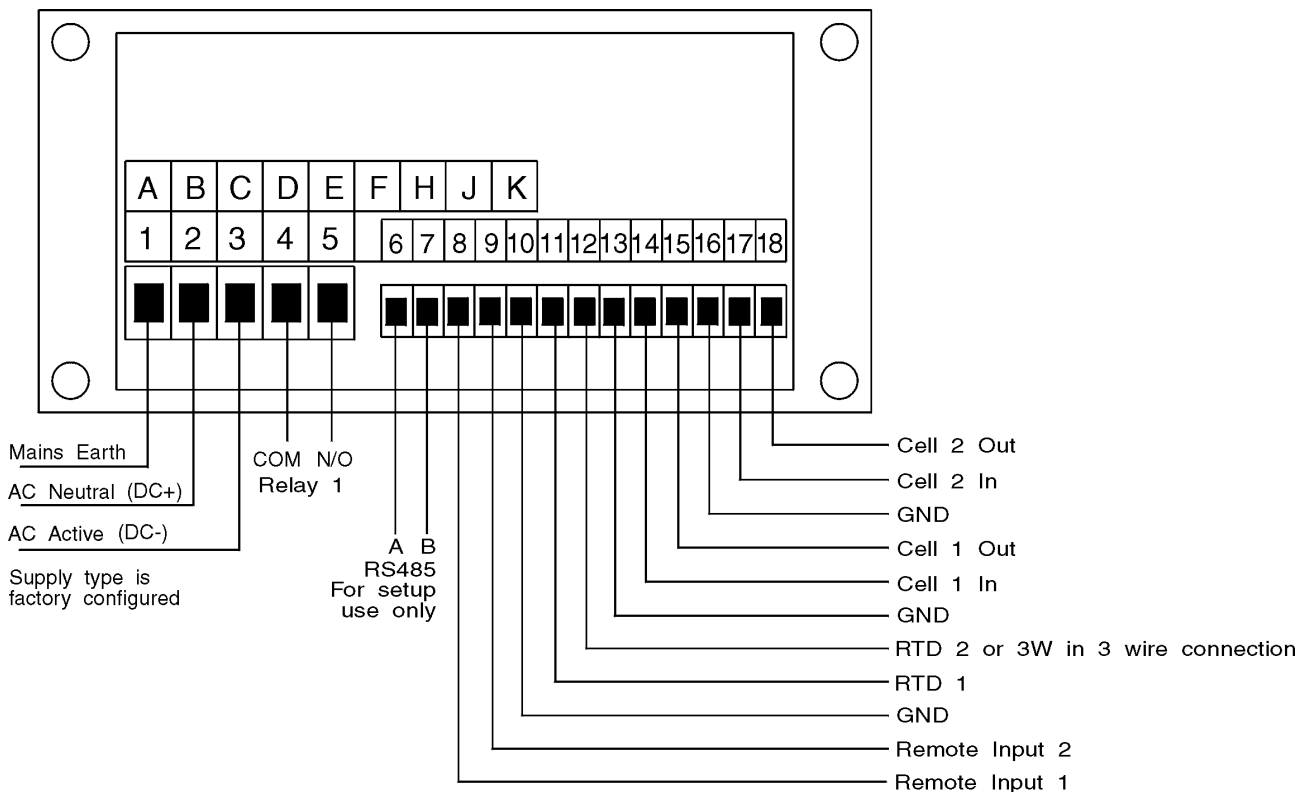 A B C D E F H J K
1 2 3 4 5 6 7 8 9 10 11 12 13 14 15 16 17 18
Mains Earth
AC Neutral (DC+)
AC Active (DC-)
Supply type is
factory configured
COM N/O
Relay 1
A B
RS485
For setup
use only
Cell 2 Out
Cell 2 In
GND
Cell 1 Out
Cell 1 In
GND
RTD 2 or 3W in 3 wire connection
RTD 1
GND
Remote Input 2
Remote Input 1